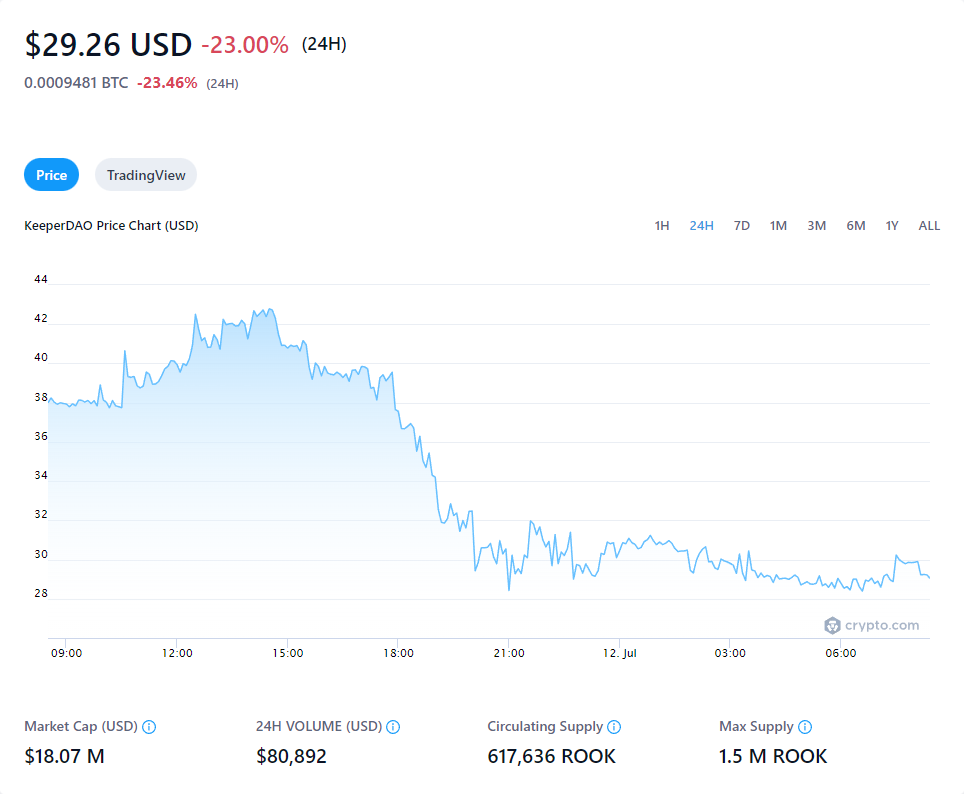 $29.26 USD -23.00% (24H)
0.0009481 BTC -23.46% (24H)
Price TradingView
KeeperDAO Price Chart (USD) 1H 24H 7D 1M 3M 6M 1Y ALL
44
42
40
38
36
34
32
30
28
crypto.com
09:00 12:00 15:00 18:00 21:00 12. Jul 03:00 06:00
Market Cap (USD) 24H VOLUME (USD) Circulating Supply Max Supply
$18.07 M $80,892 617,636 ROOK 1.5 M ROOK